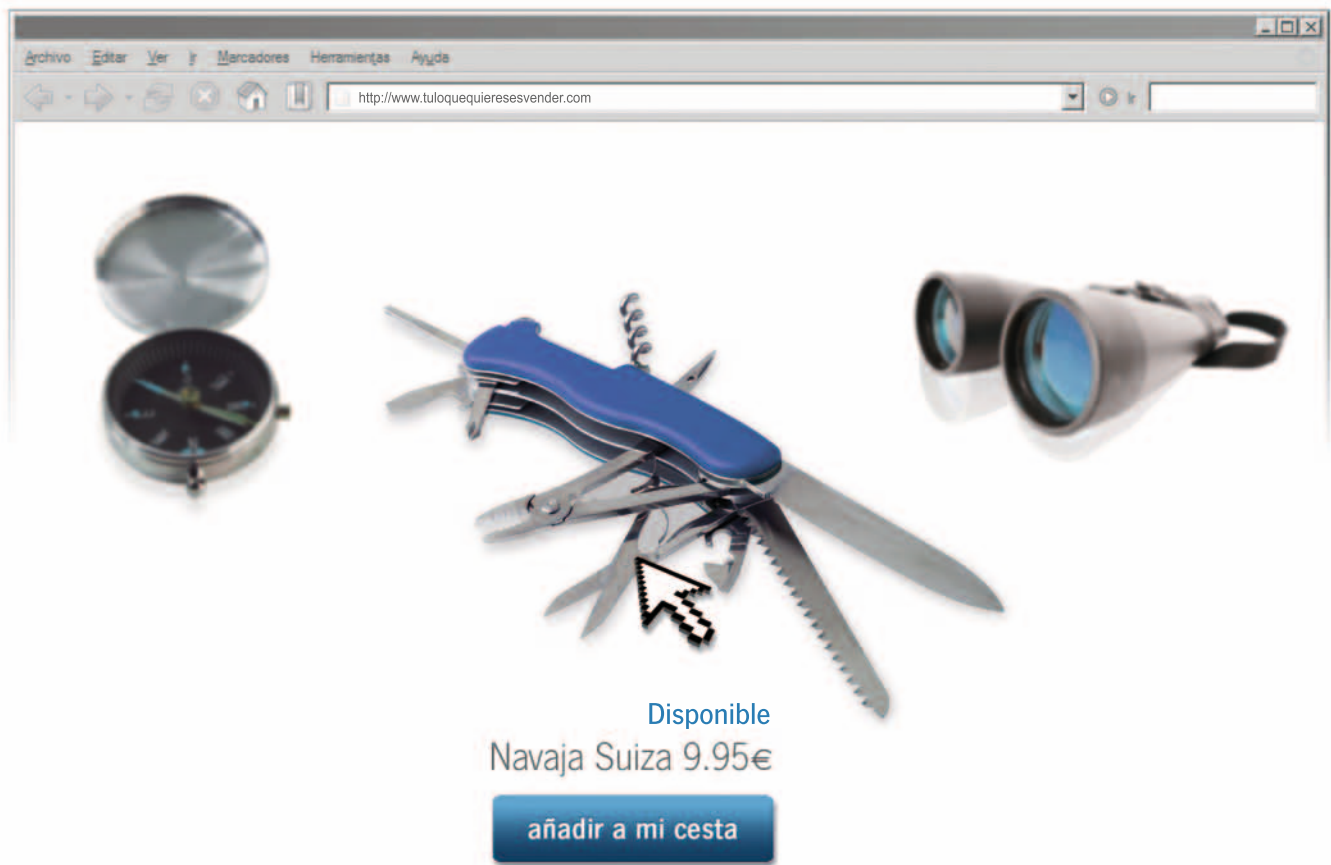 Archivo Editar Ver Ir Marcadores Herramientas Ayuda
http://www.tuloquequieresesvender.com
Ir
Disponible
Navaja Suiza 9.95€
añadir a mi cesta